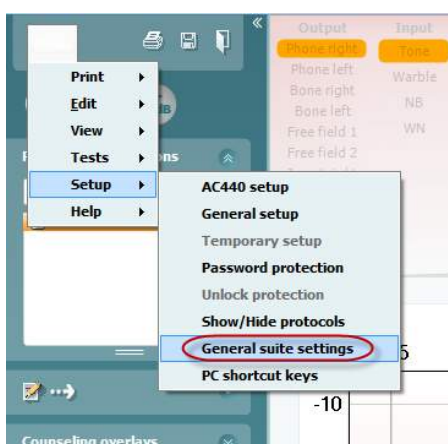 Output Input
Phone right Tone
Phone left Warble
Bone right NB
Bone left WN
Free field 1
Free field 2
Print
Edit
View
Tests
Setup
Help
AC440 setup
General setup
Temporary setup
Password protection
Unlock protection
Show/Hide protocols
General suite settings
PC shortcut keys
dB
ns
5
-10
Counseling overlays